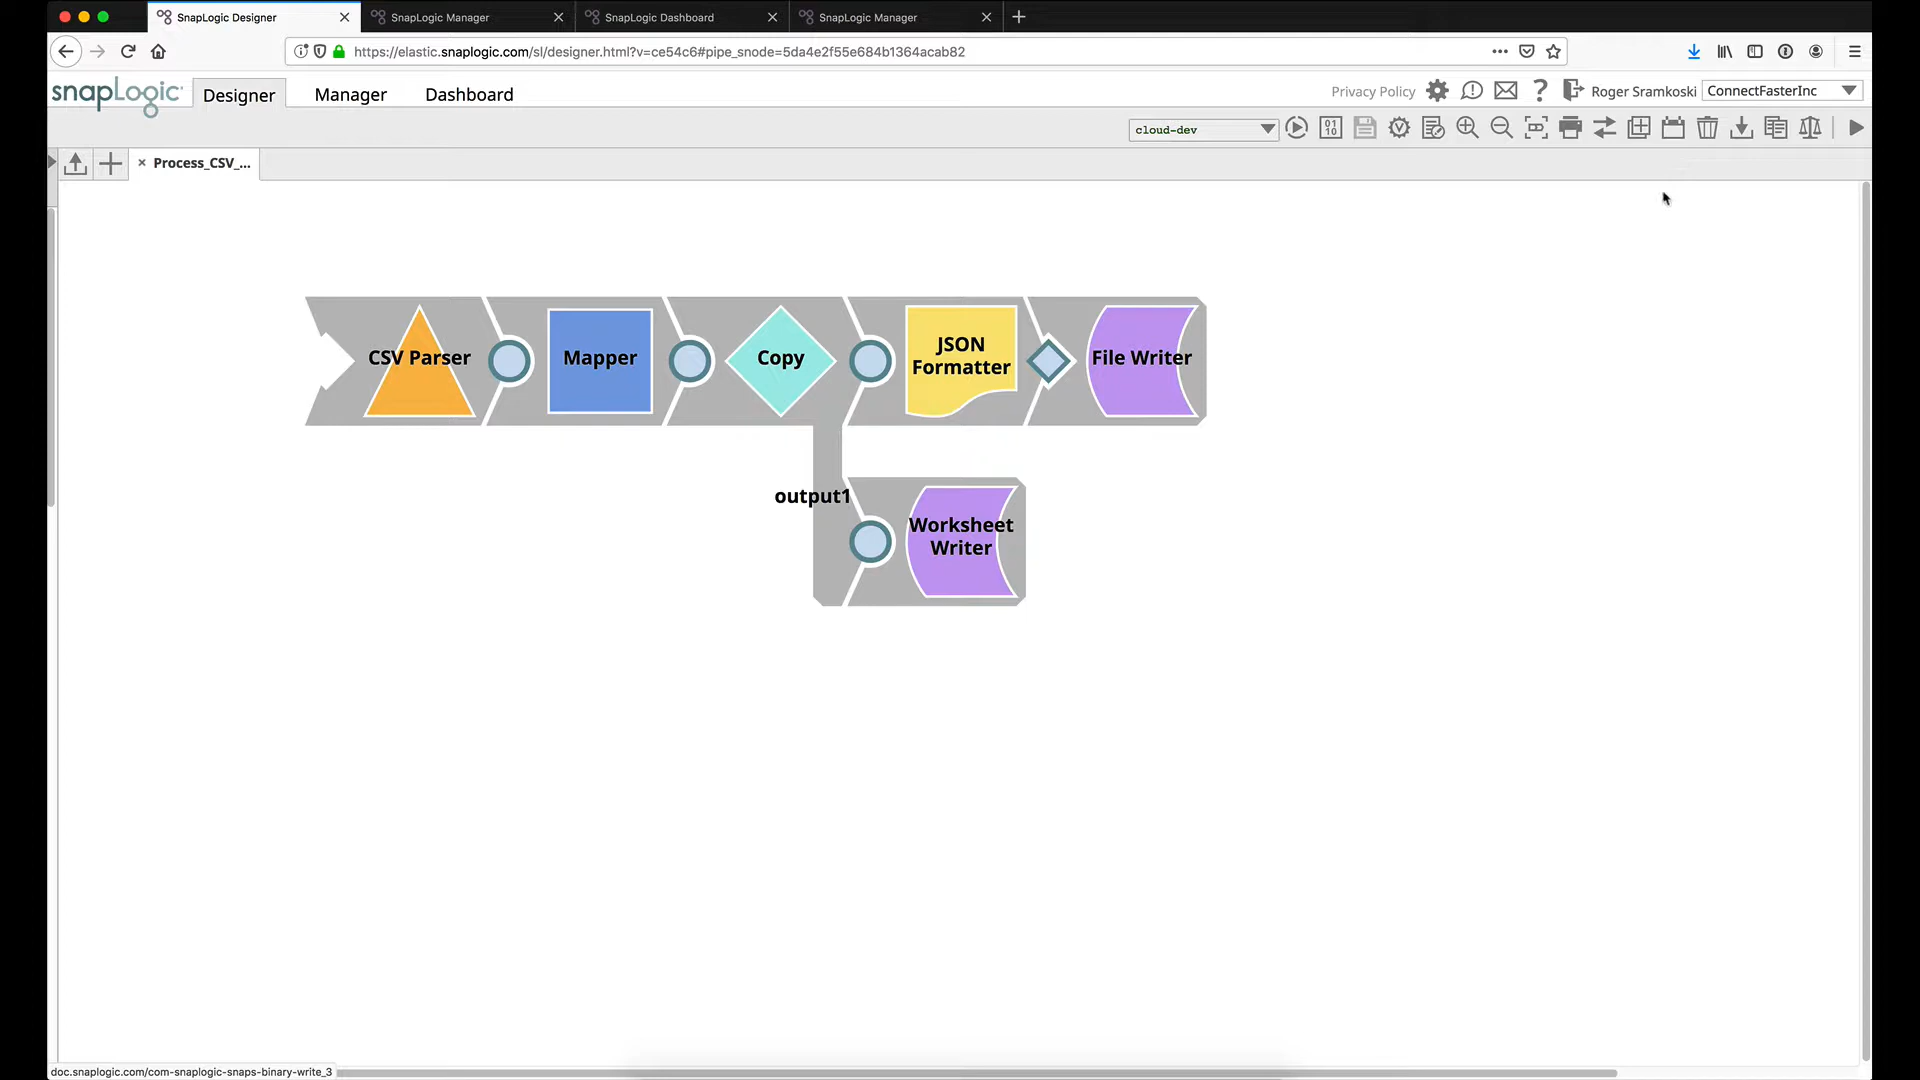 SnapLogic Designer
SnapLogic Manager
SnapLogic Dashboard
SnapLogic Manager
https://elastic.snaplogic.com/sl/designer.html?v=ce54c6#pipe_snode=5da4e2f55e684b1364acab82
snapLogic
Designer
Manager
Dashboard
Privacy Policy
Roger Sramkoski
ConnectFasterInc
cloud-dev
01
10
Process_CSV_...
CSV Parser
Mapper
Copy
JSON
Formatter
File Writer
output1
Worksheet
Writer
doc.snaplogic.com/com-snaplogic-snaps-binary-write_3